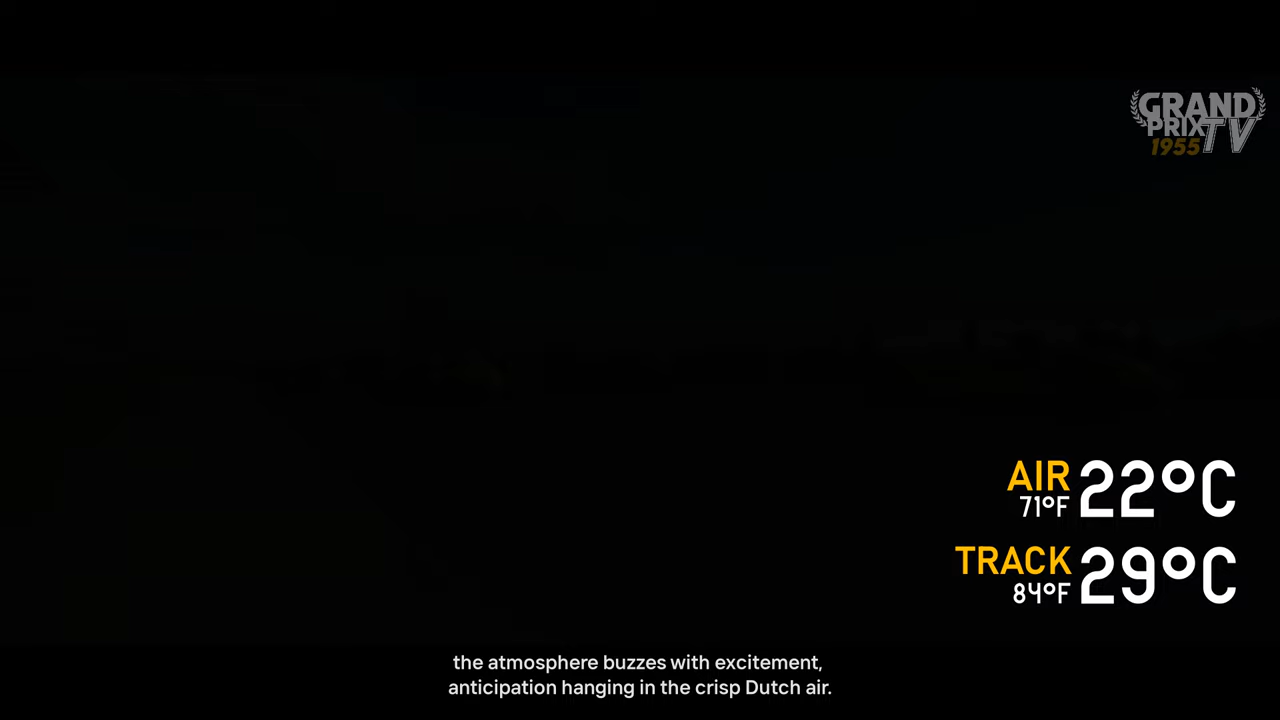 GRAND
PRIX TV
1955
AIR 22°C
71°F
TRACK 29°C
84°F
the atmosphere buzzes with excitement,
anticipation hanging in the crisp Dutch air.